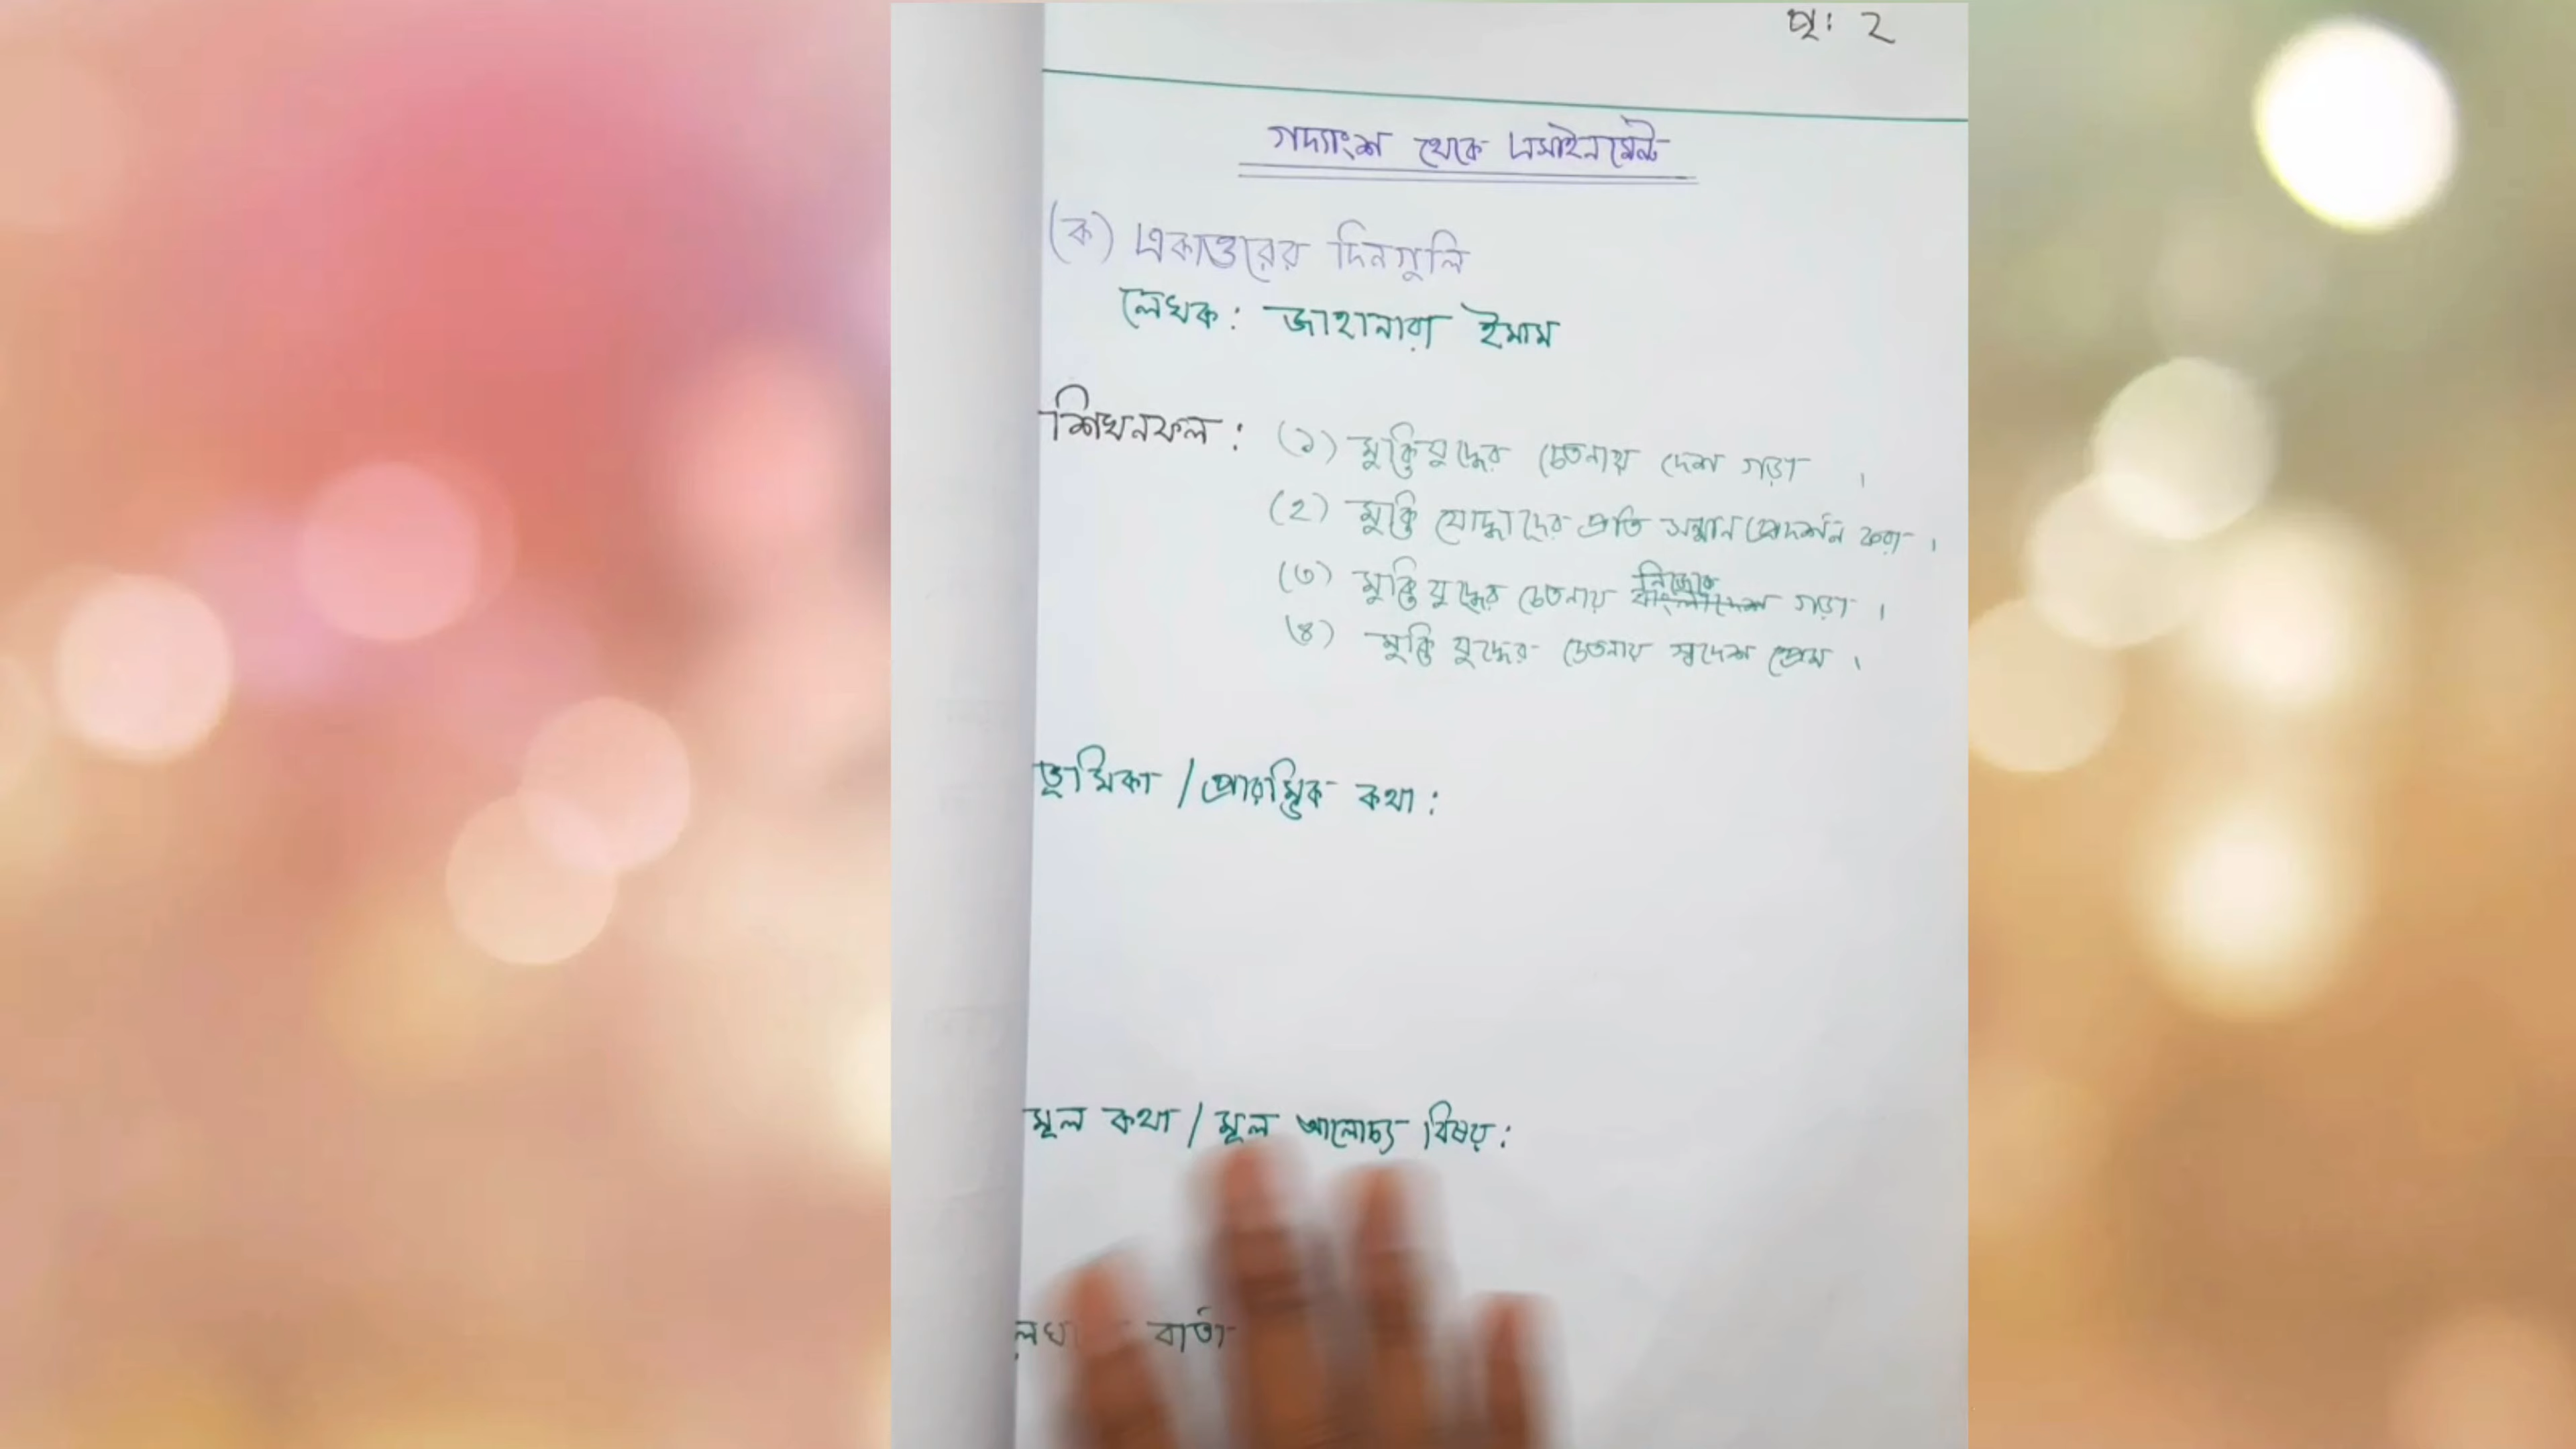 পৃ: ২
গদ্যাংশ থেকে এসাইনমেন্ট
(ক) একাত্তরের দিনগুলি
লেখক: জাহানারা ইমাম
শিখনফল: (১) মুক্তিযুদ্ধের চেতনায় দেশ গড়া ।
(২) মুক্তি যোদ্ধাদের প্রতি সম্মান প্রদর্শন করা ।
(৩) মুক্তি যুদ্ধের চেতনায় নিজেকে গড়া ।
(৪) মুক্তি যুদ্ধের চেতনায় স্বদেশ প্রেম ।
ভূমিকা / প্রারম্ভিক কথা:
মূল কথা / মূল আলোচ্য বিষয়:
বার্তা